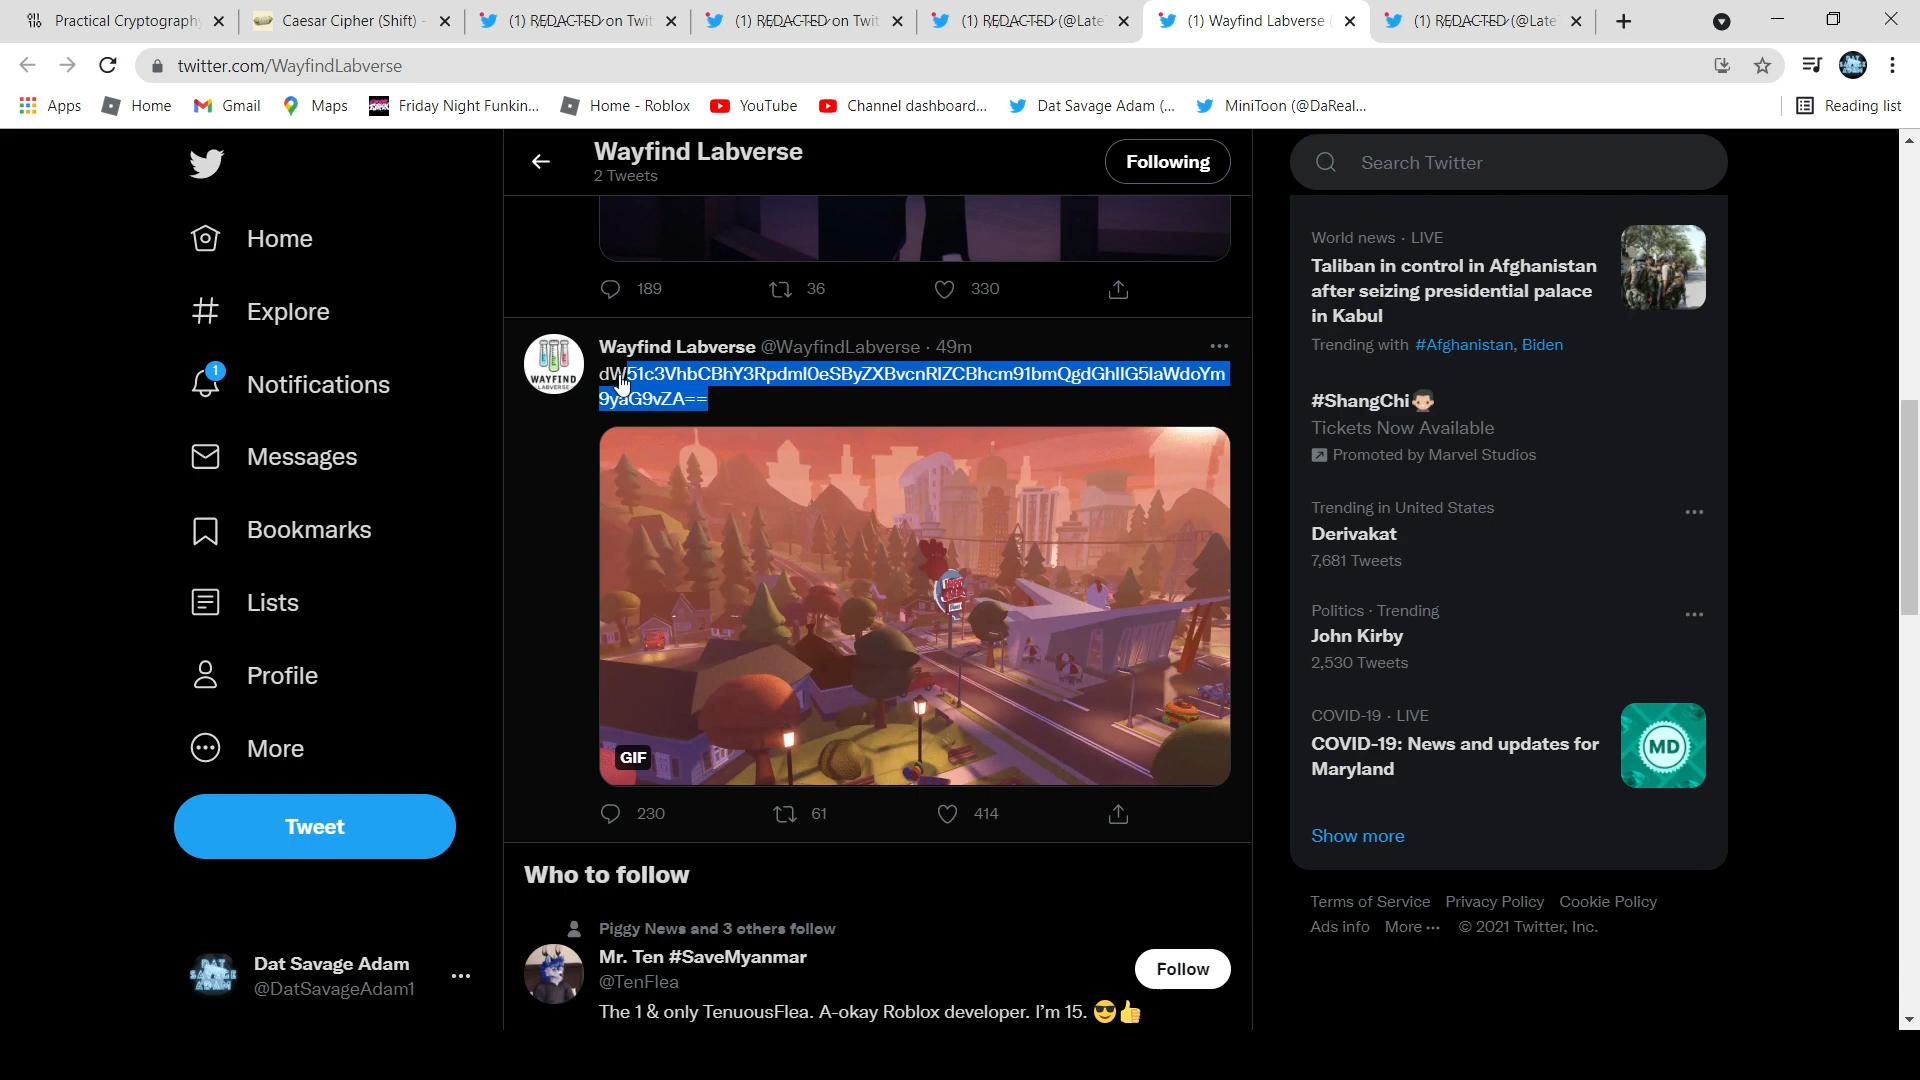 Practical Cryptography
Caesar Cipher (Shift) -
(1) REDACTED on Twit
(1) REDACTED on Twit
(1) REDACTED (@Late
(1) Wayfind Labverse (
(1) REDACTED (@Late
twitter.com/WayfindLabverse
Apps
Home
Gmail
Maps
Friday Night Funkin...
Home - Roblox
YouTube
Channel dashboard...
Dat Savage Adam (...
MiniToon (@DaReal...
Reading list
Home
Explore
1
Notifications
Messages
Bookmarks
Lists
Profile
More
Tweet
Dat Savage Adam
@DatSavageAdam1
Wayfind Labverse
2 Tweets
Following
189
36
330
WAYFIND
LABVERSE
Wayfind Labverse @WayfindLabverse · 49m
dW51c3VhbCBhY3Rpdml0eSByZXBvcnRlZCBhcm91bmQgdGhlIG5laWdoYm
9yaG9vZA==
GIF
230
61
414
Who to follow
Piggy News and 3 others follow
Mr. Ten #SaveMyanmar
@TenFlea
Follow
The 1 & only TenuousFlea. A-okay Roblox developer. I'm 15. 😎👍
Search Twitter
World news · LIVE
Taliban in control in Afghanistan
after seizing presidential palace
in Kabul
Trending with #Afghanistan, Biden
#ShangChi
Tickets Now Available
Promoted by Marvel Studios
Trending in United States
Derivakat
7,681 Tweets
Politics · Trending
John Kirby
2,530 Tweets
COVID-19 · LIVE
COVID-19: News and updates for
Maryland
MD
Show more
Terms of Service Privacy Policy Cookie Policy
Ads info More ··· © 2021 Twitter, Inc.